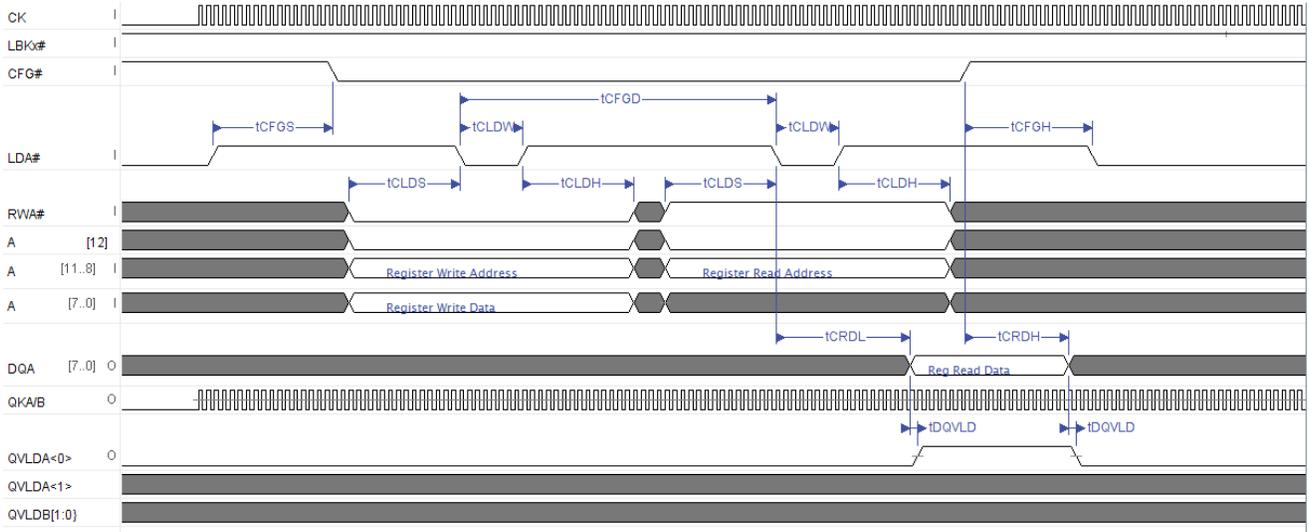 CK I
LBKx# I
CFG# I
tCFGD
tCFGS tCLDW tCLDW tCFGH
LDA# I
tCLDS tCLDH tCLDS tCLDH
RWA# I
A [12]
A [11..8] I Register Write Address Register Read Address
A [7..0] I Register Write Data
tCRDL tCRDH
DQA [7..0] O Reg Read Data
QKA/B O
tDQVLD tDQVLD
QVLDA<0> O
QVLDA<1>
QVLDB[1:0}